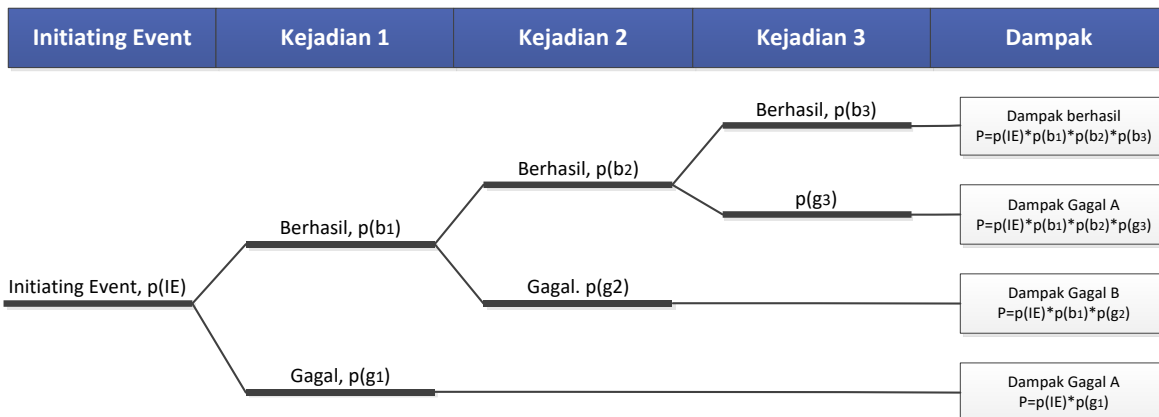 Initiating Event
Kejadian 1
Kejadian 2
Kejadian 3
Dampak
Berhasil, p(b3)
Dampak berhasil
P=p(IE)*p(b1)*p(b2)*p(b3)
Berhasil, p(b2)
p(g3)
Dampak Gagal A
P=p(IE)*p(b1)*p(b2)*p(g3)
Berhasil, p(b1)
Initiating Event, p(IE)
Gagal. p(g2)
Dampak Gagal B
P=p(IE)*p(b1)*p(g2)
Gagal, p(g1)
Dampak Gagal A
P=p(IE)*p(g1)